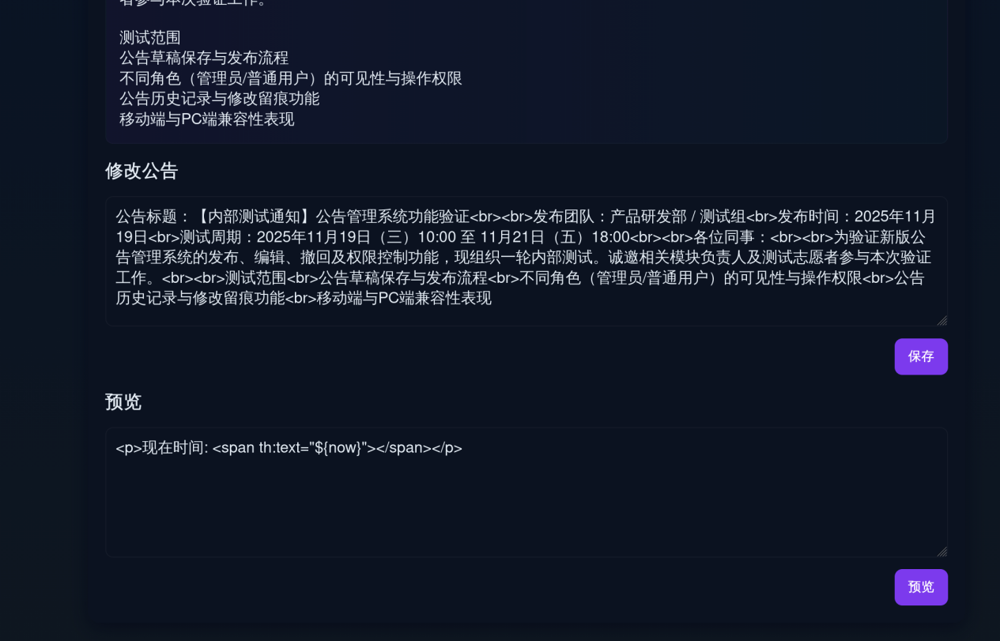 者参与本次验证工作。
测试范围
公告草稿保存与发布流程
不同角色（管理员/普通用户）的可见性与操作权限
公告历史记录与修改留痕功能
移动端与PC端兼容性表现
修改公告
公告标题：【内部测试通知】公告管理系统功能验证<br><br>发布团队：产品研发部 / 测试组<br>发布时间：2025年11月
19日<br>测试周期：2025年11月19日（三）10:00 至 11月21日（五）18:00<br><br>各位同事：<br><br>为验证新版公
告管理系统的发布、编辑、撤回及权限控制功能，现组织一轮内部测试。诚邀相关模块负责人及测试志愿者参与本次验证
工作。<br><br>测试范围<br>公告草稿保存与发布流程<br>不同角色（管理员/普通用户）的可见性与操作权限<br>公告
历史记录与修改留痕功能<br>移动端与PC端兼容性表现
保存
预览
<p>现在时间: <span th:text="${now}"></span></p>
预览